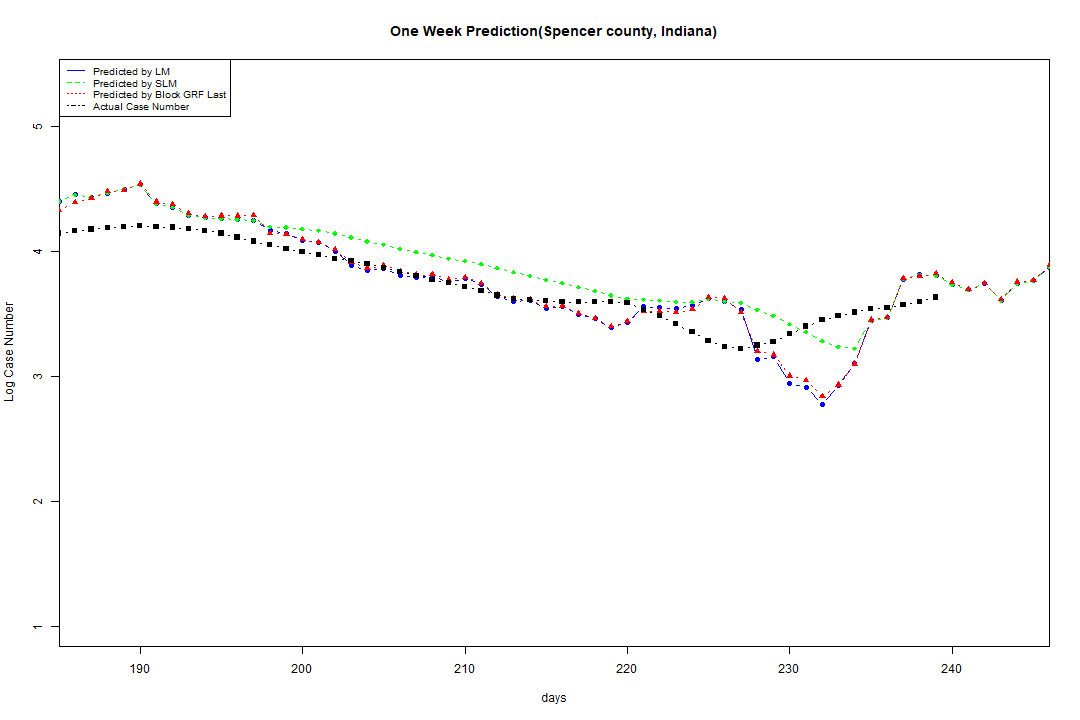 One Week Prediction(Spencer county, Indiana)
Predicted by LM
Predicted by SLM
Predicted by Block GRF Last
Actual Case Number
5
4
3
2
1
Log Case Number
190 200 210 220 230 240
days